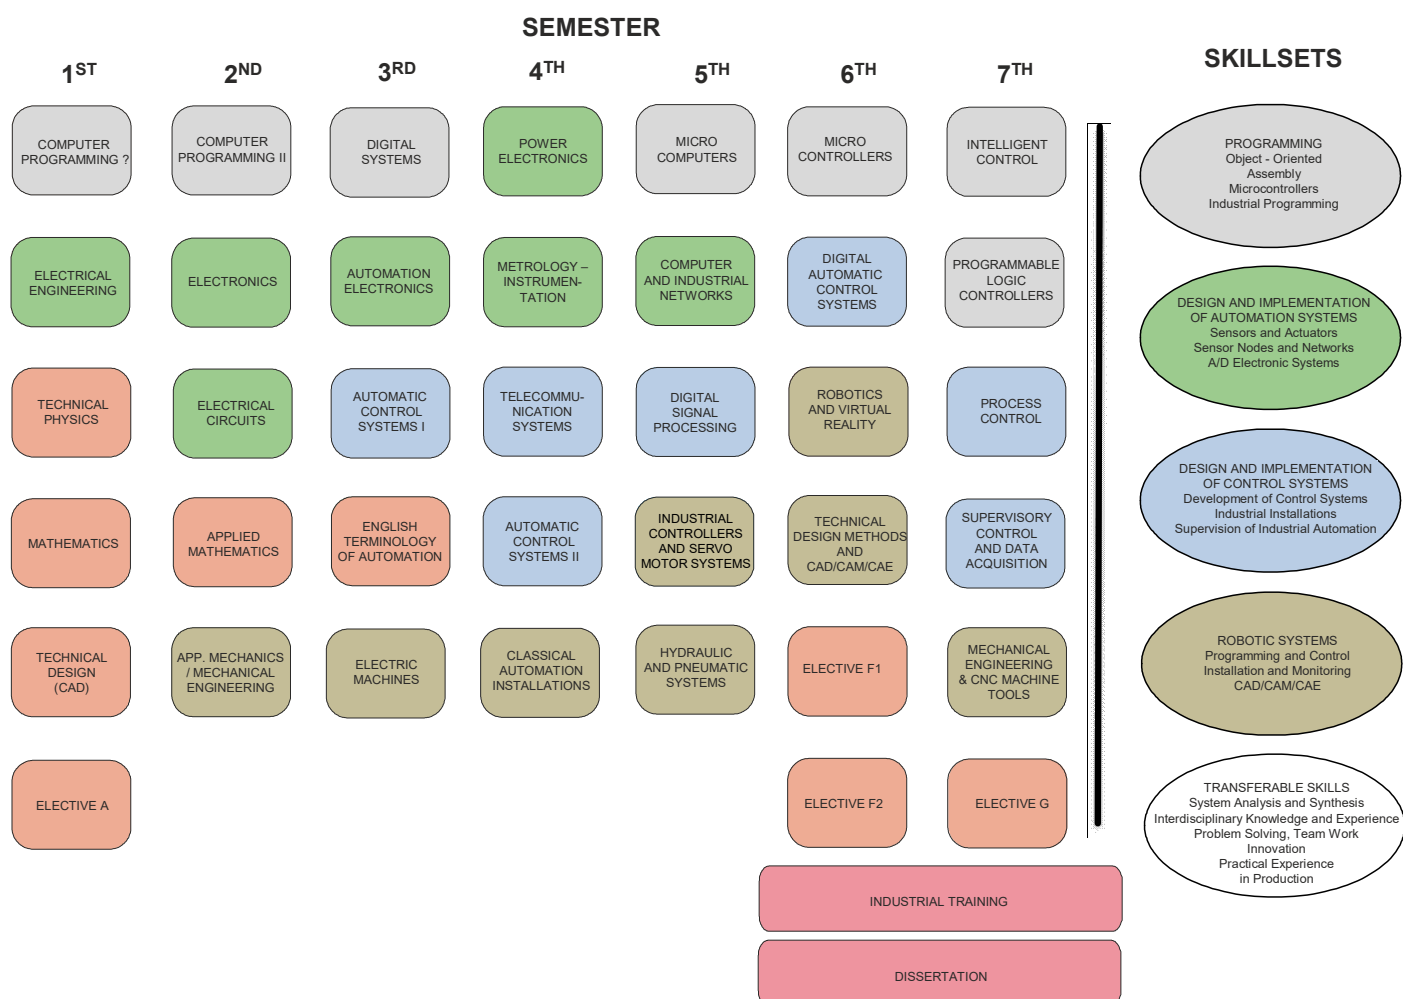 SEMESTER
SKILLSETS
1ST
2ND
3RD
4TH
5TH
6TH
7TH
COMPUTER
PROGRAMMING ?
COMPUTER
PROGRAMMING II
DIGITAL
SYSTEMS
POWER
ELECTRONICS
MICRO
COMPUTERS
MICRO
CONTROLLERS
INTELLIGENT
CONTROL
ELECTRICAL
ENGINEERING
ELECTRONICS
AUTOMATION
ELECTRONICS
METROLOGY –
INSTRUMEN-
TATION
COMPUTER
AND INDUSTRIAL
NETWORKS
DIGITAL
AUTOMATIC
CONTROL
SYSTEMS
PROGRAMMABLE
LOGIC
CONTROLLERS
TECHNICAL
PHYSICS
ELECTRICAL
CIRCUITS
AUTOMATIC
CONTROL
SYSTEMS I
TELECOMMU-
NICATION
SYSTEMS
DIGITAL
SIGNAL
PROCESSING
ROBOTICS
AND VIRTUAL
REALITY
PROCESS
CONTROL
MATHEMATICS
APPLIED
MATHEMATICS
ENGLISH
TERMINOLOGY
OF AUTOMATION
AUTOMATIC
CONTROL
SYSTEMS II
INDUSTRIAL
CONTROLLERS
AND SERVO
MOTOR SYSTEMS
TECHNICAL
DESIGN METHODS
AND
CAD/CAM/CAE
SUPERVISORY
CONTROL
AND DATA
ACQUISITION
TECHNICAL
DESIGN
(CAD)
APP. MECHANICS
/ MECHANICAL
ENGINEERING
ELECTRIC
MACHINES
CLASSICAL
AUTOMATION
INSTALLATIONS
HYDRAULIC
AND PNEUMATIC
SYSTEMS
ELECTIVE F1
MECHANICAL
ENGINEERING
& CNC MACHINE
TOOLS
ELECTIVE A
ELECTIVE F2
ELECTIVE G
INDUSTRIAL TRAINING
DISSERTATION
PROGRAMMING
Object - Oriented
Assembly
Microcontrollers
Industrial Programming
DESIGN AND IMPLEMENTATION
OF AUTOMATION SYSTEMS
Sensors and Actuators
Sensor Nodes and Networks
A/D Electronic Systems
DESIGN AND IMPLEMENTATION
OF CONTROL SYSTEMS
Development of Control Systems
Industrial Installations
Supervision of Industrial Automation
ROBOTIC SYSTEMS
Programming and Control
Installation and Monitoring
CAD/CAM/CAE
TRANSFERABLE SKILLS
System Analysis and Synthesis
Interdisciplinary Knowledge and Experience
Problem Solving, Team Work
Innovation
Practical Experience
in Production